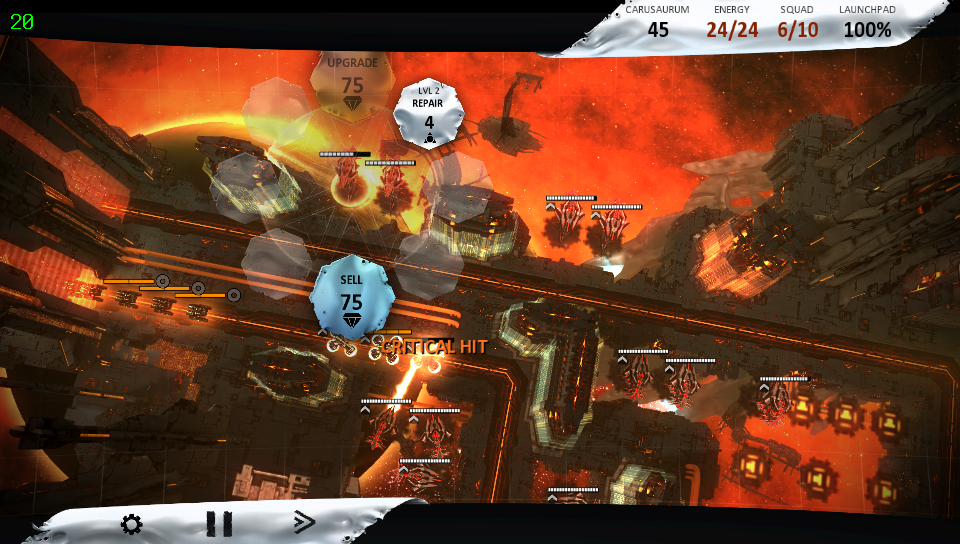 20
CARUSAURUM
ENERGY
SQUAD
LAUNCHPAD
45
24/24
6/10
100%
UPGRADE
75
LVL 2
REPAIR
4
SELL
75
CRITICAL HIT